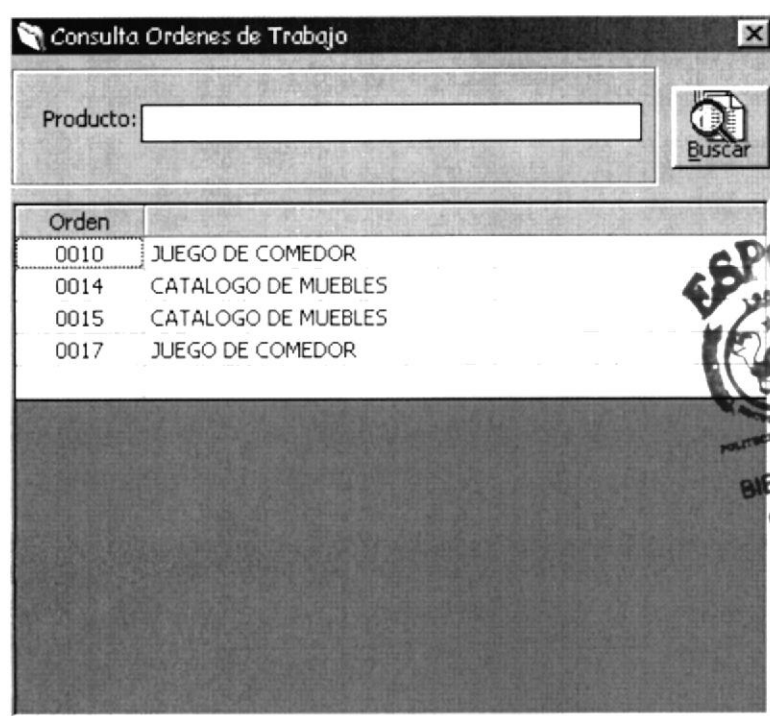 Consulta Ordenes de Trabajo
Producto:
Buscar
Orden
0010 JUEGO DE COMEDOR
0014 CATALOGO DE MUEBLES
0015 CATALOGO DE MUEBLES
0017 JUEGO DE COMEDOR